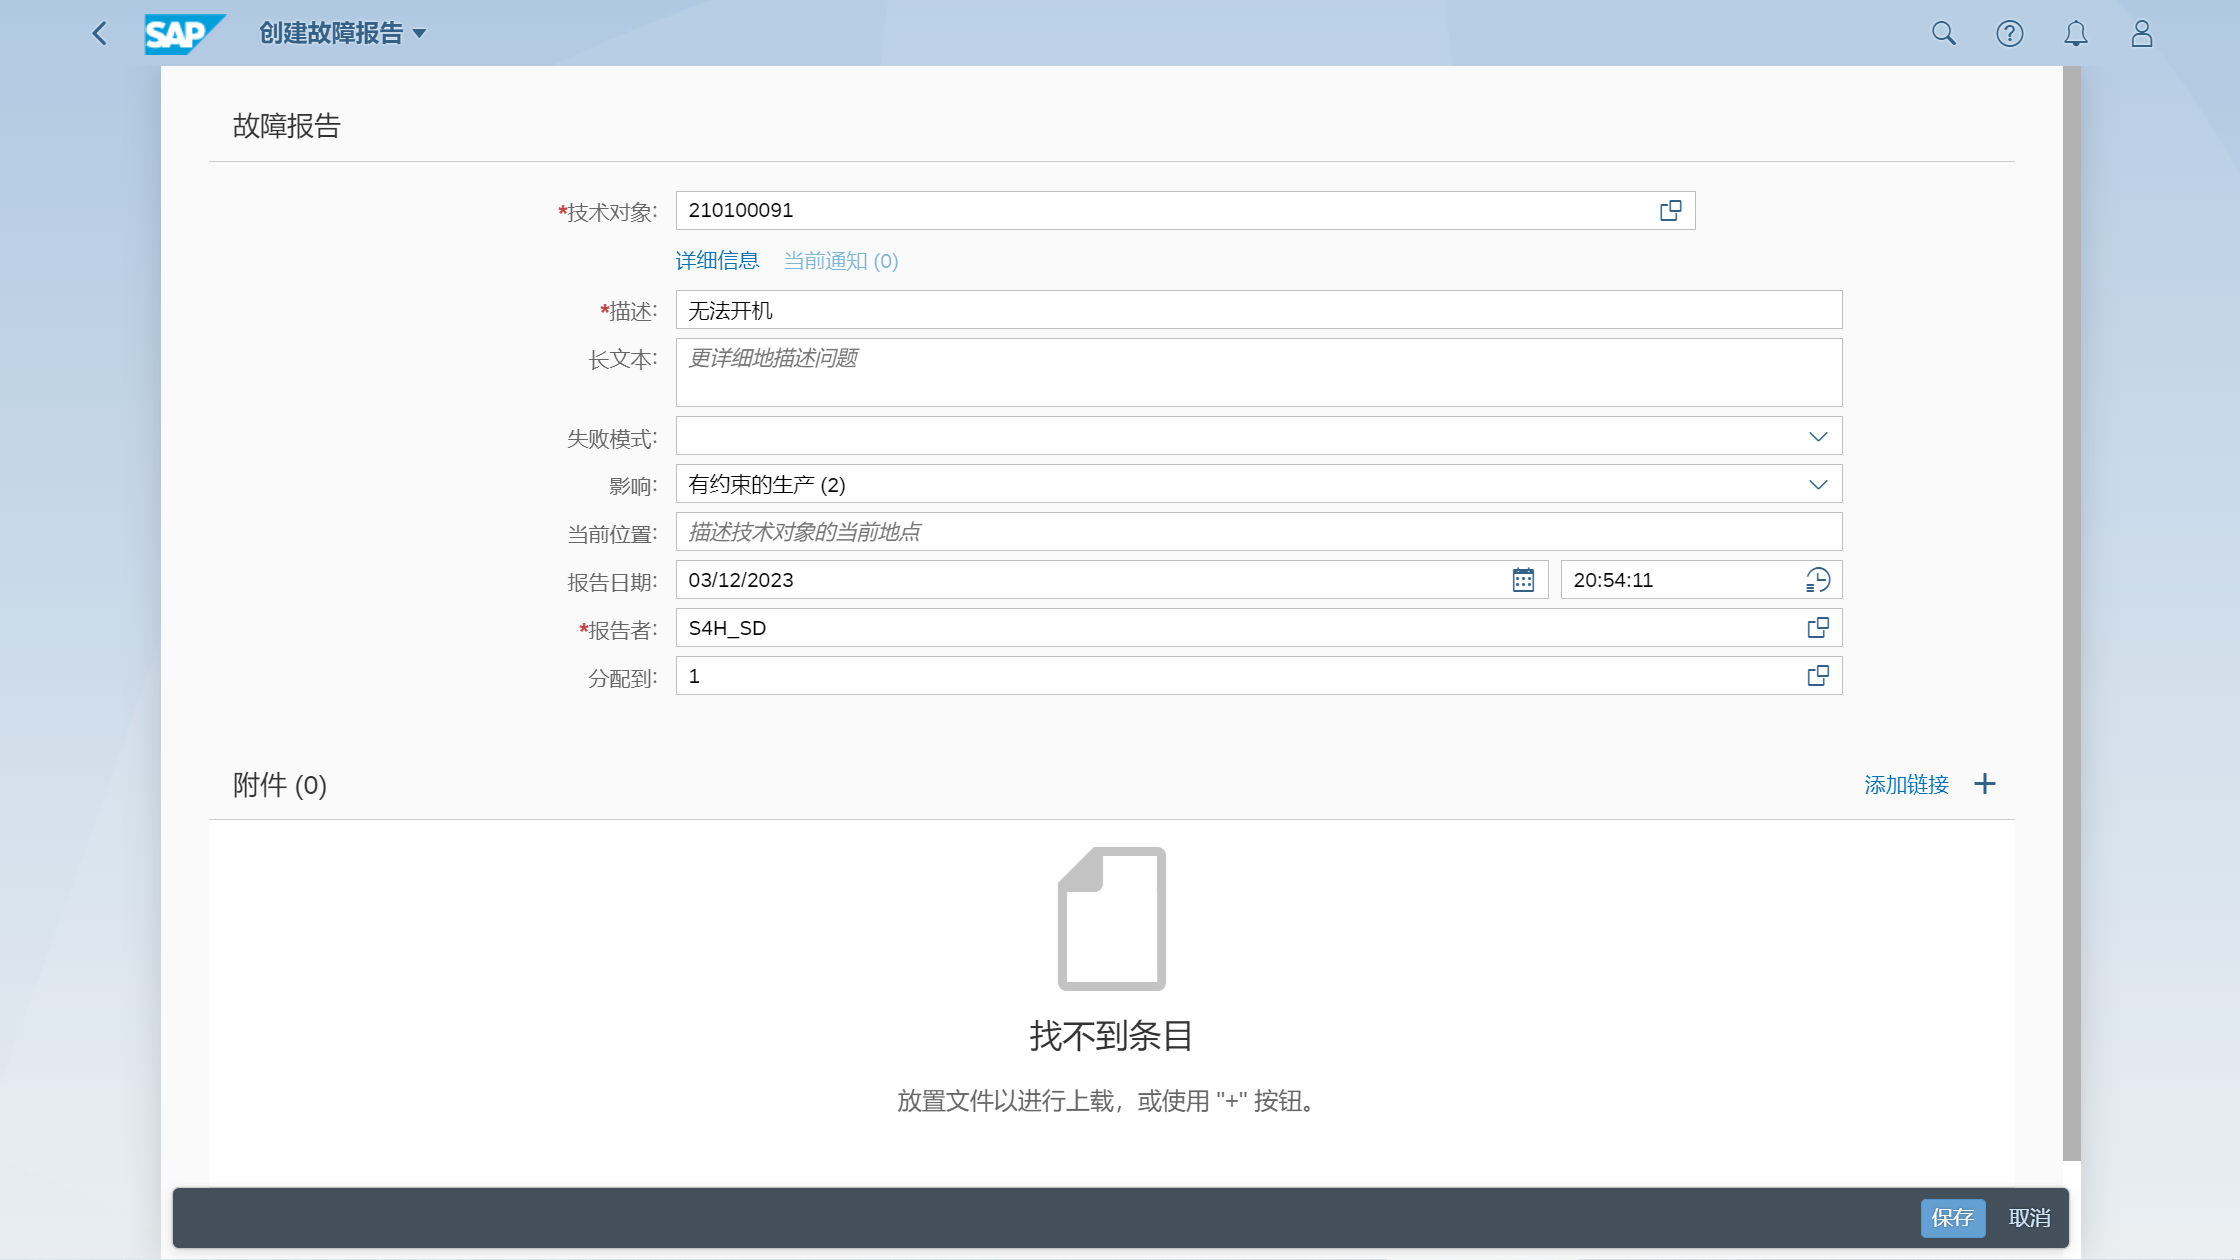 SAP 创建故障报告
故障报告
*技术对象: 210100091
详细信息 当前通知 (0)
*描述: 无法开机
长文本: 更详细地描述问题
失败模式:
影响: 有约束的生产 (2)
当前位置: 描述技术对象的当前地点
报告日期: 03/12/2023 20:54:11
*报告者: S4H_SD
分配到: 1
附件 (0) 添加链接
找不到条目
放置文件以进行上载，或使用 "+" 按钮。
保存 取消